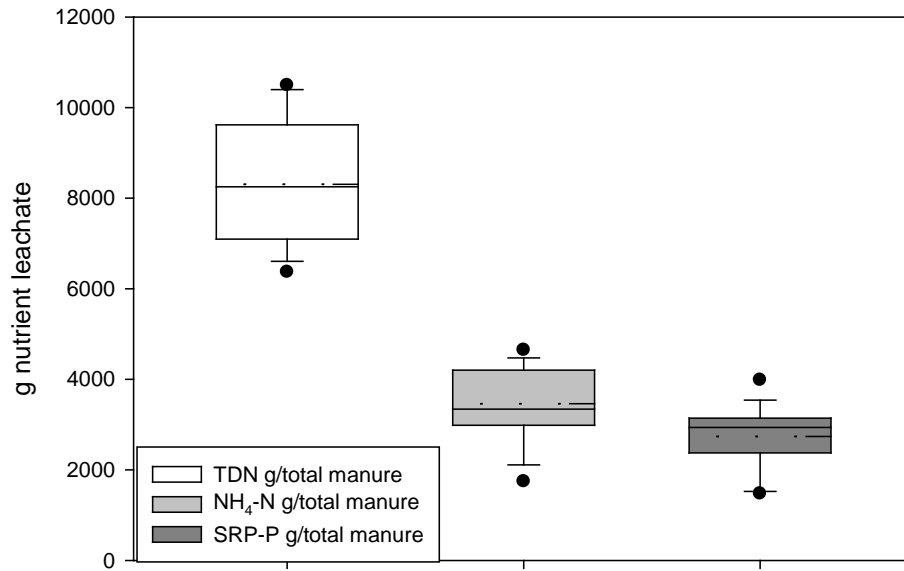 12000
10000
8000
6000
4000
2000
0
g nutrient leachate
TDN g/total manure
NH₄-N g/total manure
SRP-P g/total manure